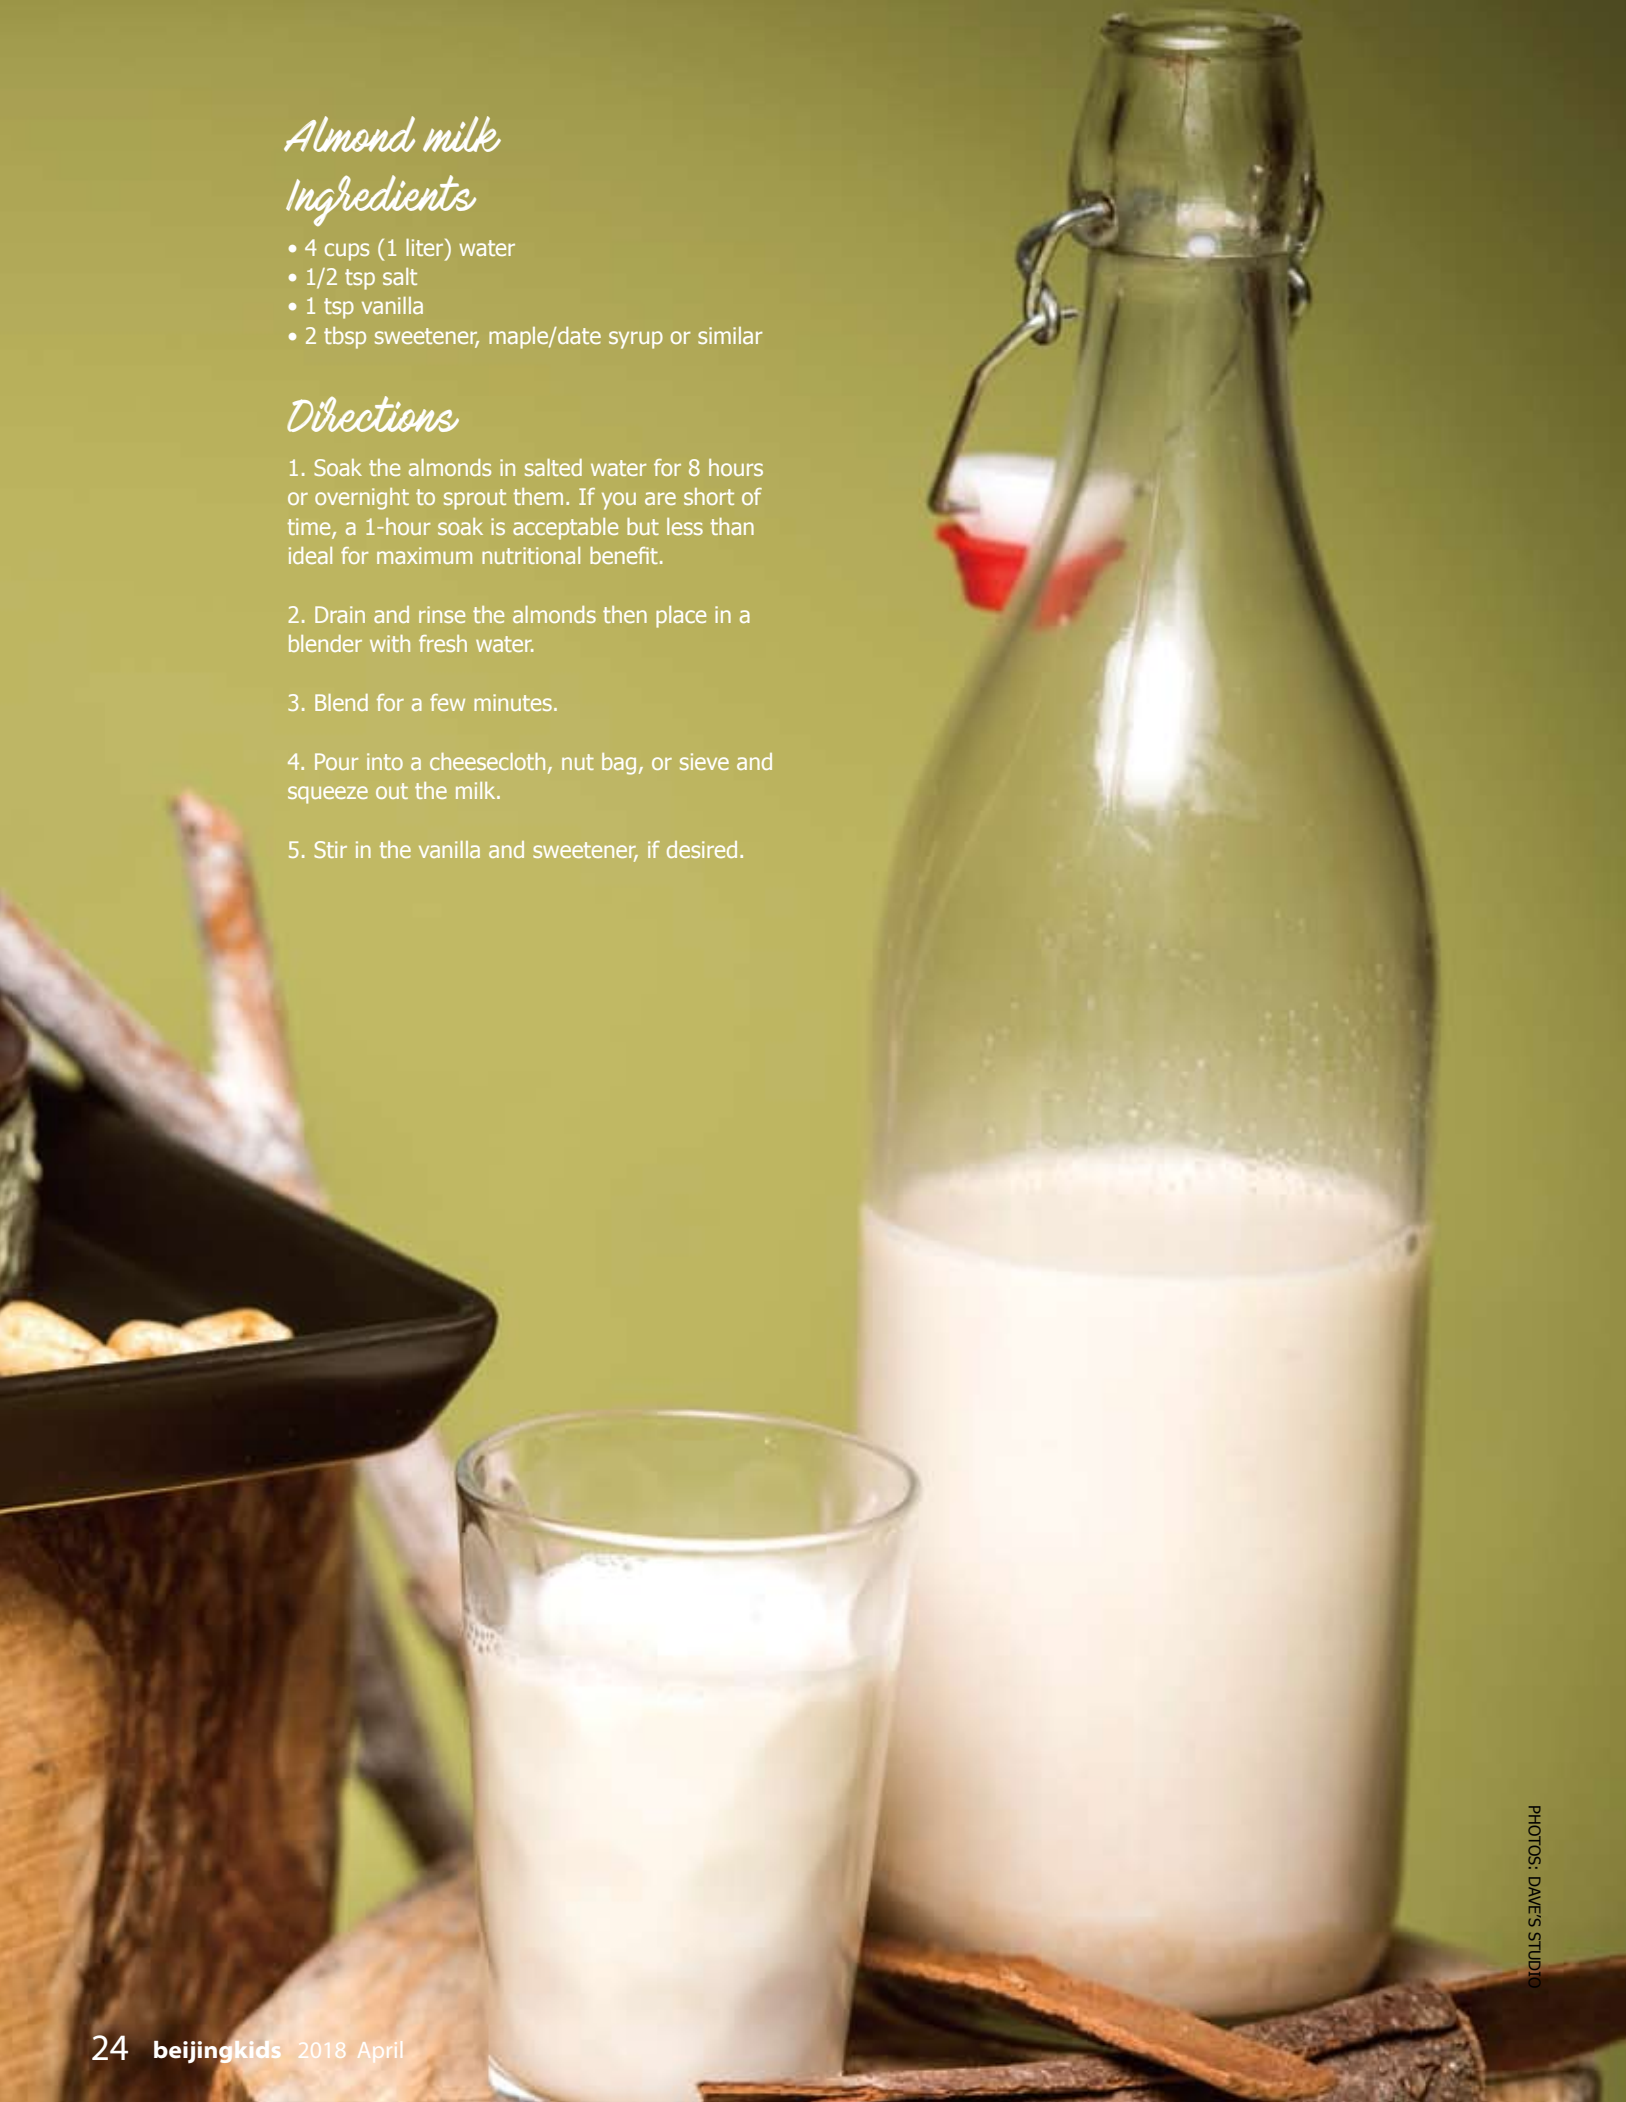 Almond milk
Ingredients
• 4 cups (1 liter) water
• 1/2 tsp salt
• 1 tsp vanilla
• 2 tbsp sweetener, maple/date syrup or similar
Directions
1. Soak the almonds in salted water for 8 hours
or overnight to sprout them. If you are short of
time, a 1-hour soak is acceptable but less than
ideal for maximum nutritional benefit.
2. Drain and rinse the almonds then place in a
blender with fresh water.
3. Blend for a few minutes.
4. Pour into a cheesecloth, nut bag, or sieve and
squeeze out the milk.
5. Stir in the vanilla and sweetener, if desired.
PHOTOS: DAVE'S STUDIO
24 beijingkids 2018 April